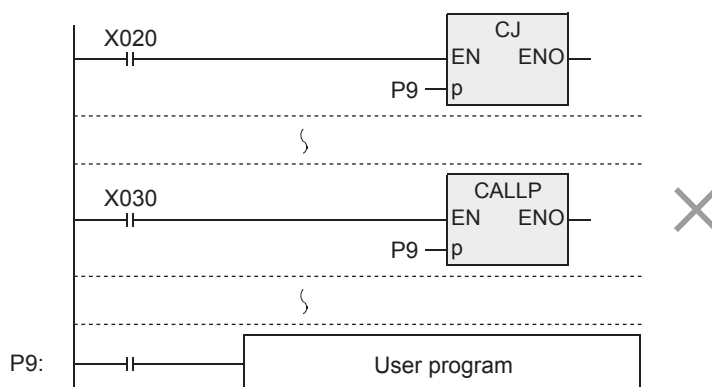 X020
CJ
EN ENO
P9 p
X030
CALLP
EN ENO
P9 p
P9:
User program